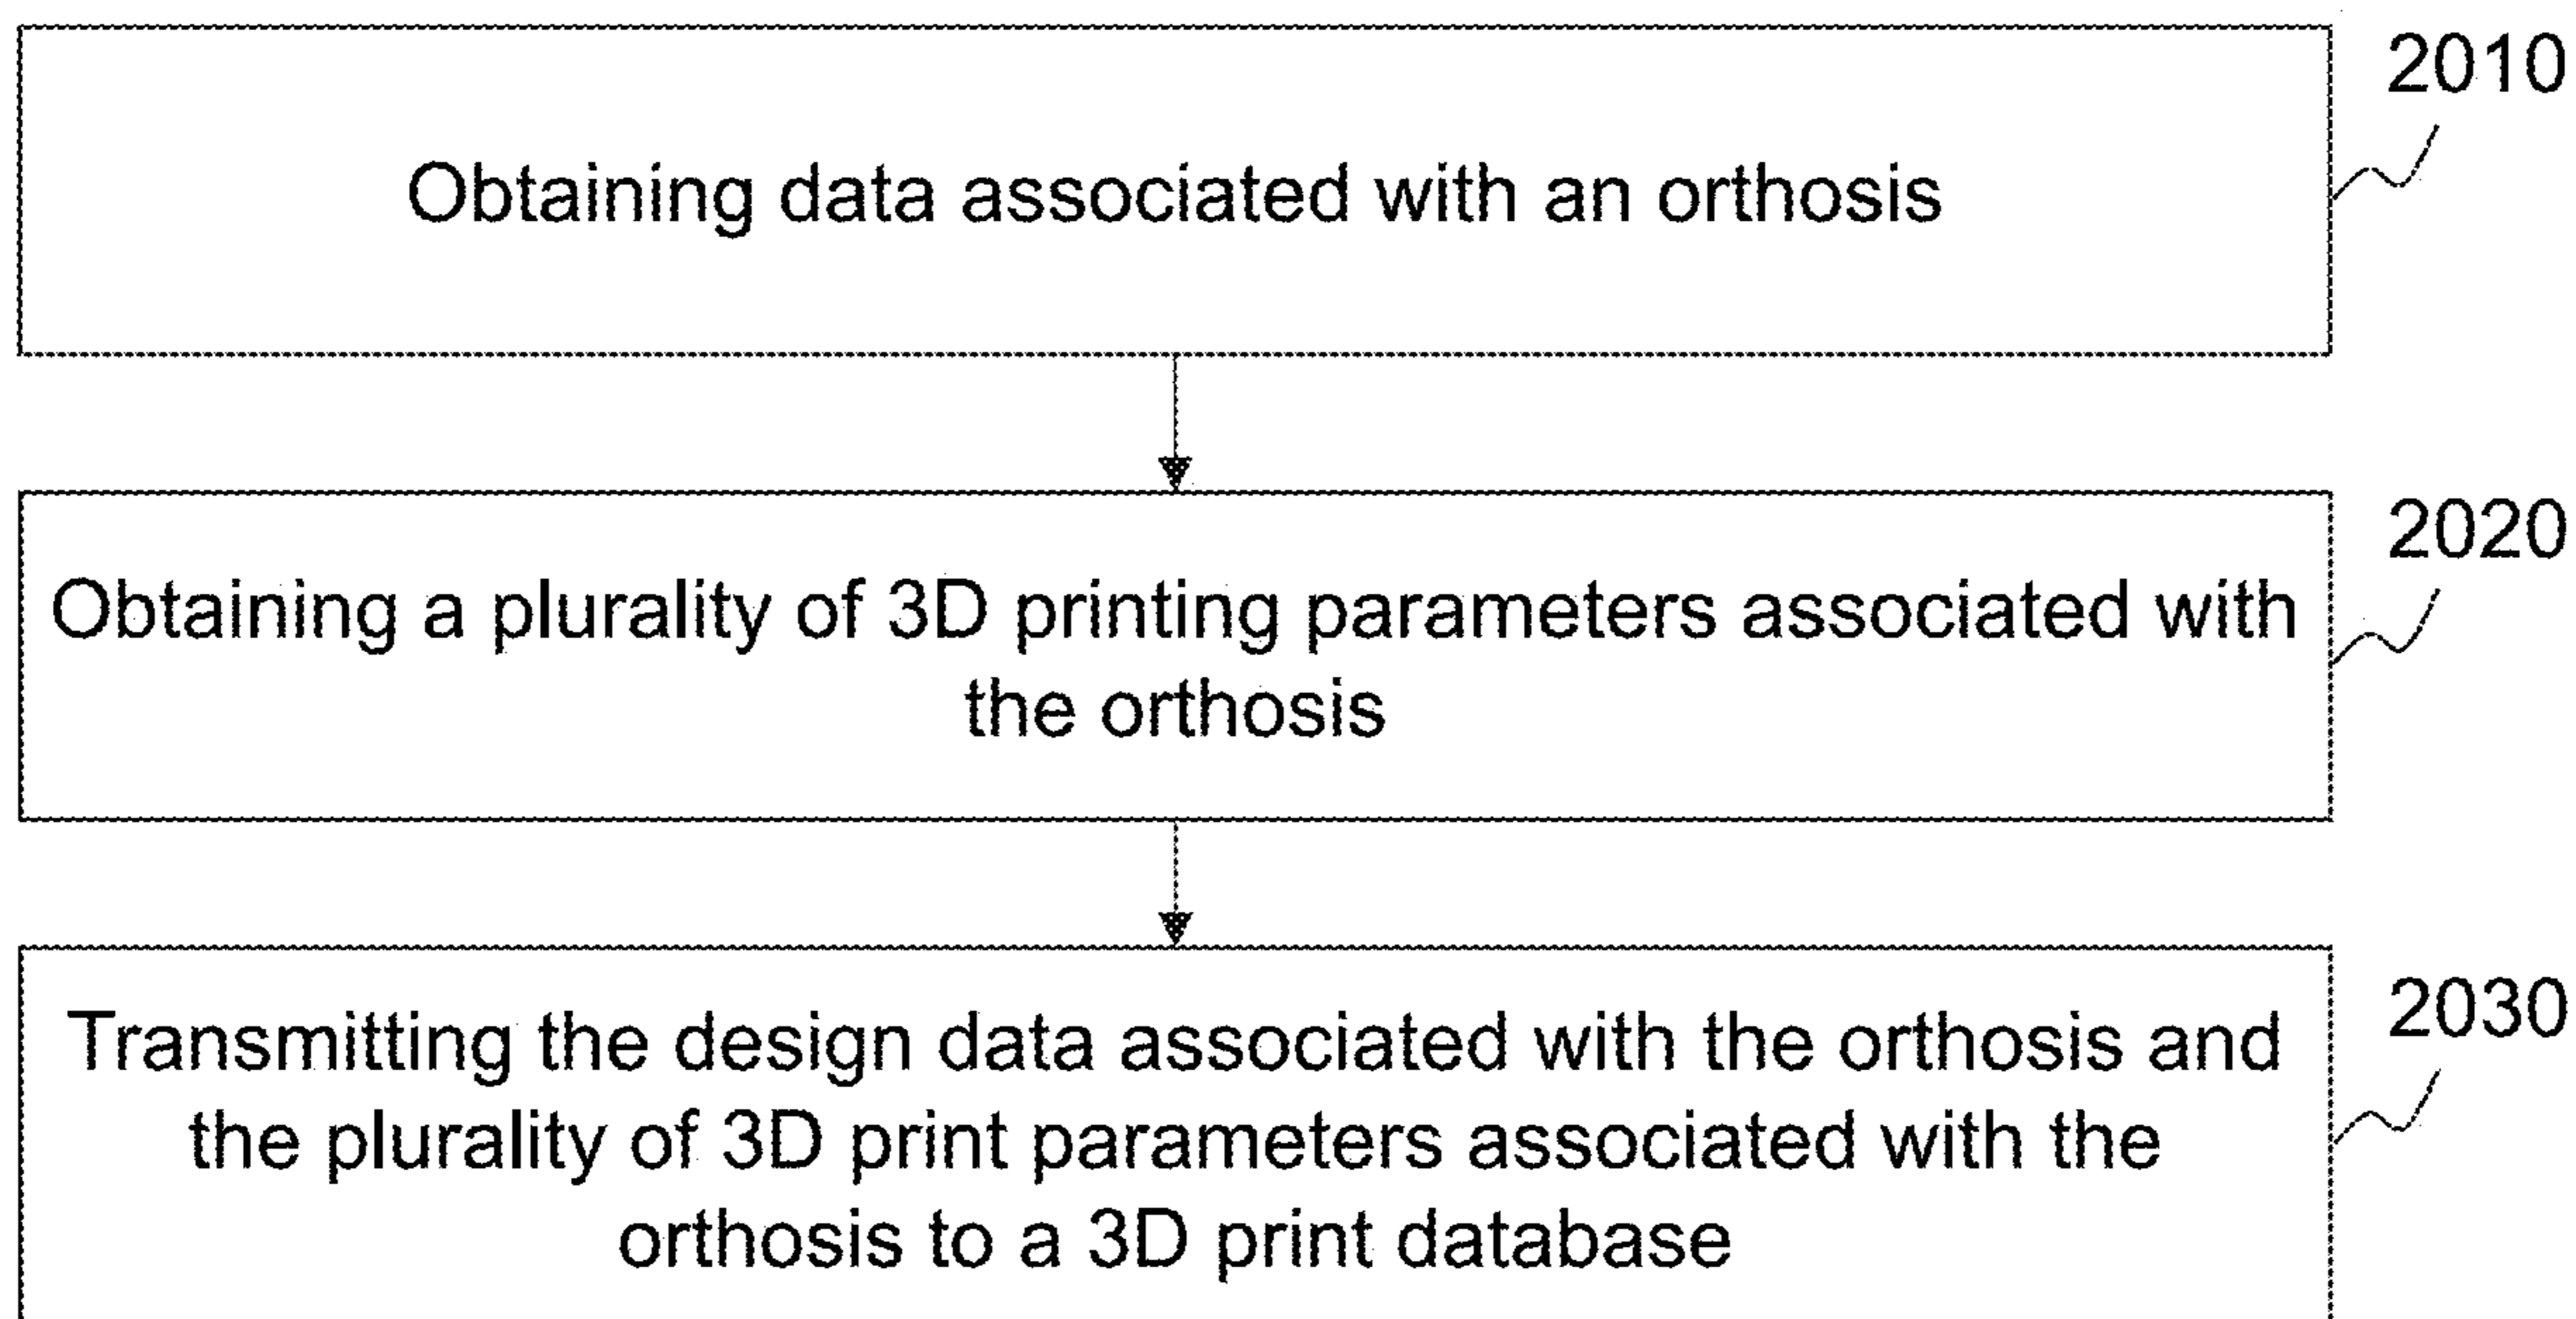 2010
Obtaining data associated with an orthosis
2020
Obtaining a plurality of 3D printing parameters associated with
the orthosis
2030
Transmitting the design data associated with the orthosis and
the plurality of 3D print parameters associated with the
orthosis to a 3D print database